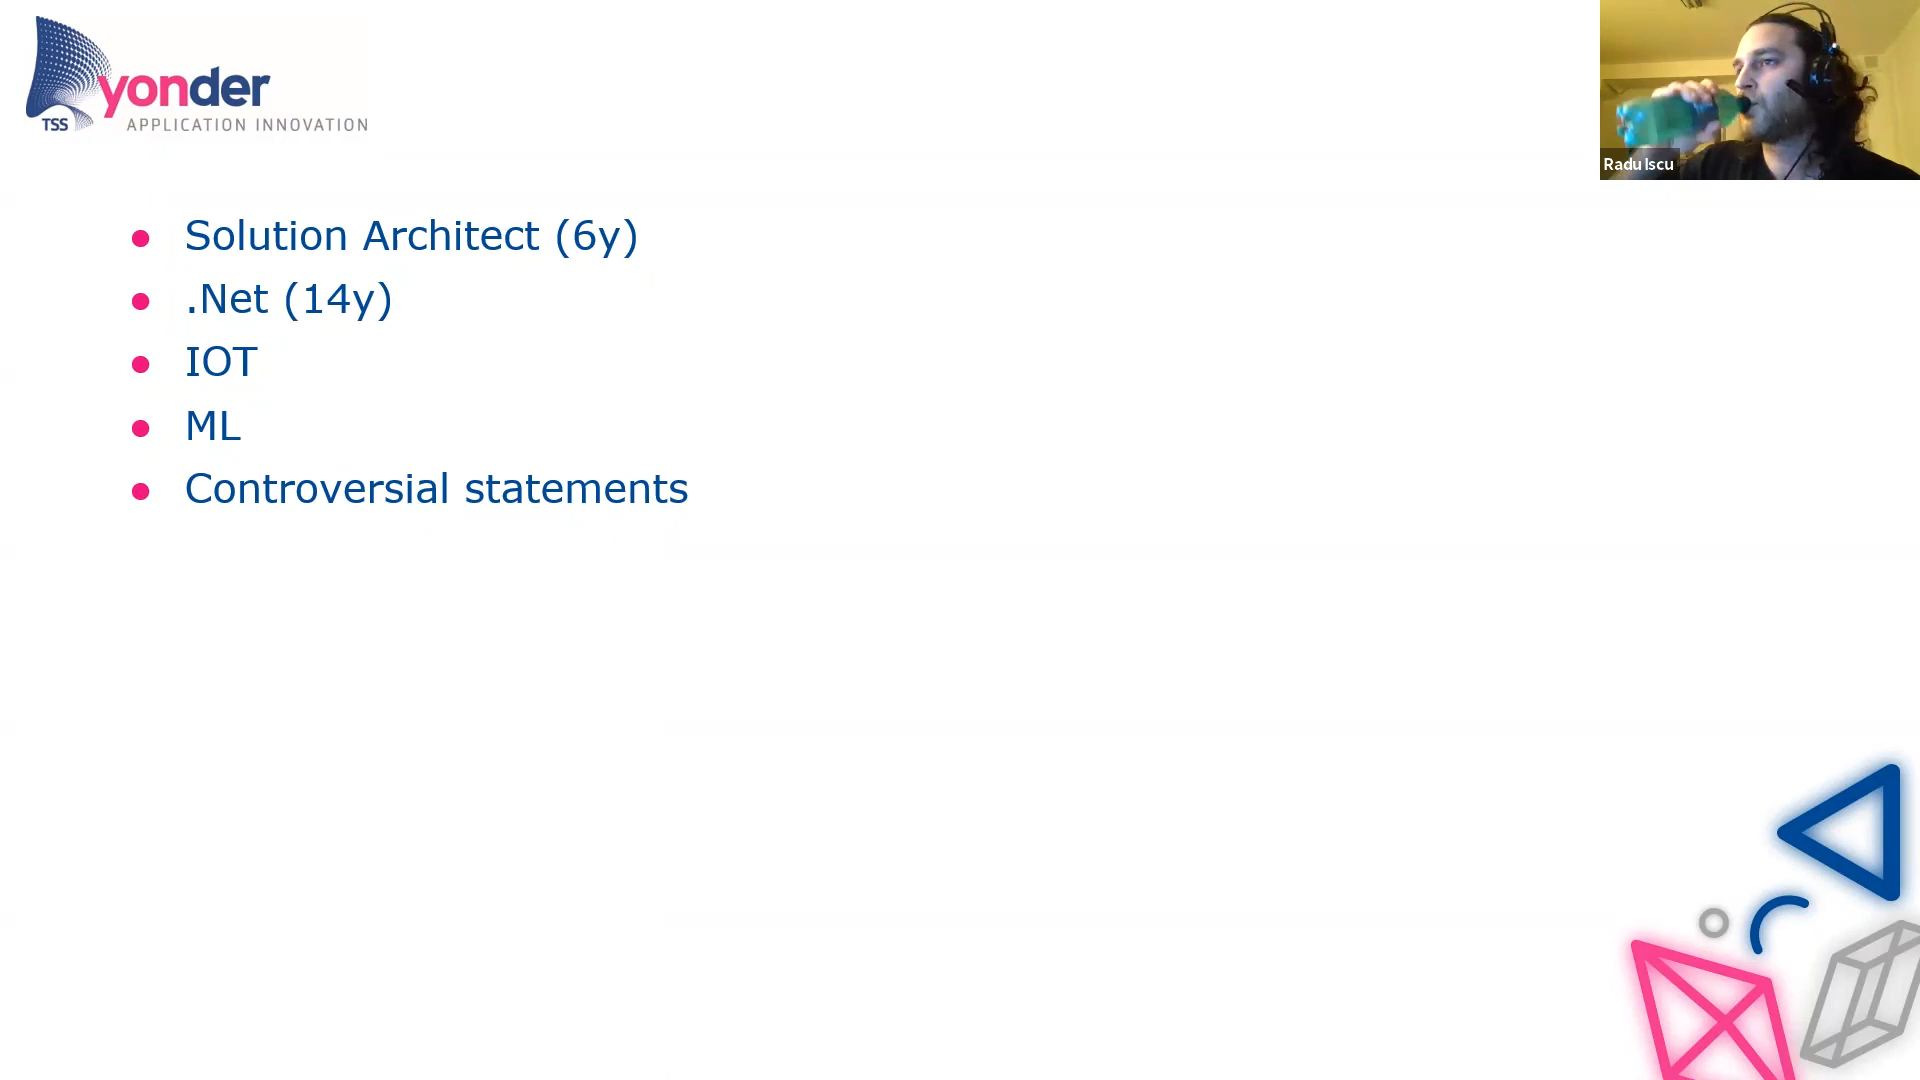 yonder
TSS
APPLICATION INNOVATION
Radu Iscu
Solution Architect (6y)
.Net (14y)
IOT
ML
Controversial statements